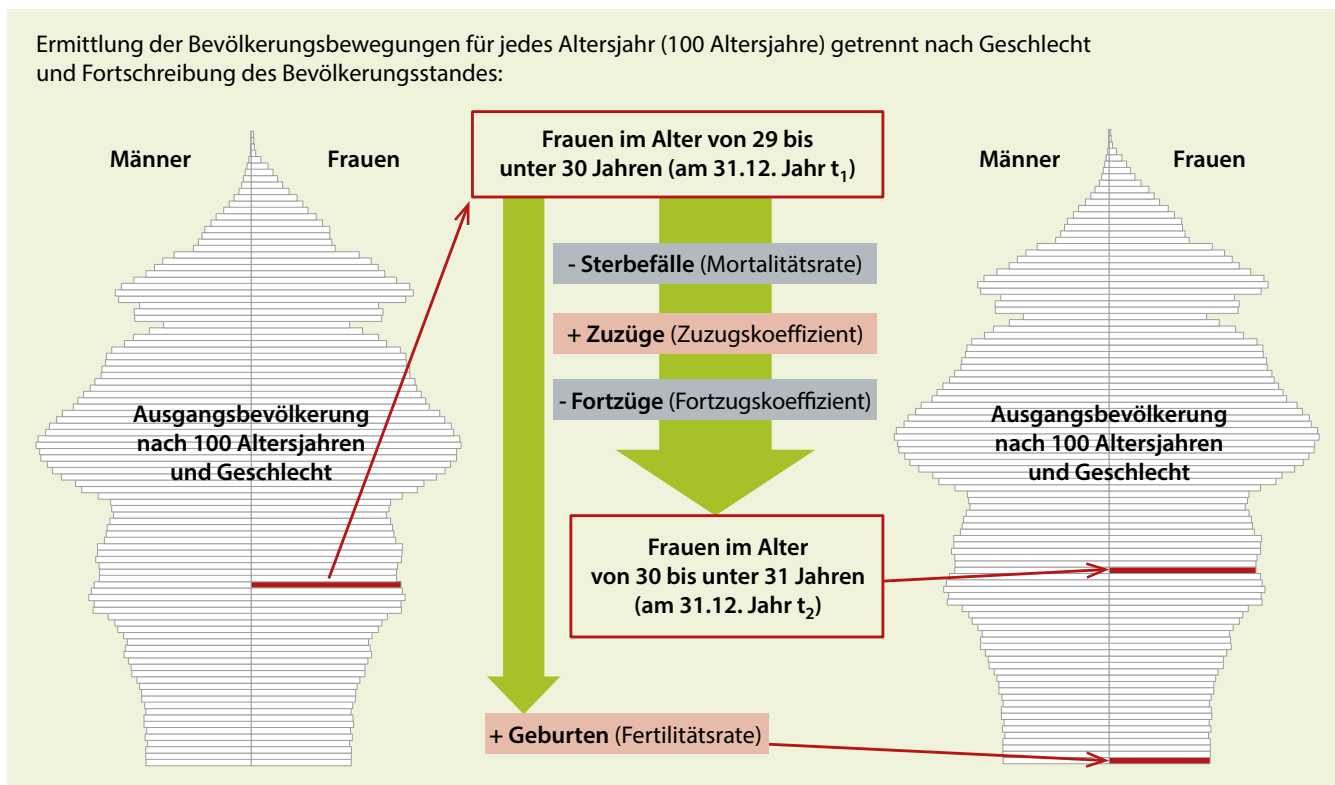 Ermittlung der Bevölkerungsbewegungen für jedes Altersjahr (100 Altersjahre) getrennt nach Geschlecht
und Fortschreibung des Bevölkerungsstandes:
Männer
Frauen
Ausgangsbevölkerung
nach 100 Altersjahren
und Geschlecht
Frauen im Alter von 29 bis
unter 30 Jahren (am 31.12. Jahr t₁)
- Sterbefälle (Mortalitätsrate)
+ Zuzüge (Zuzugskoeffizient)
- Fortzüge (Fortzugskoeffizient)
Frauen im Alter
von 30 bis unter 31 Jahren
(am 31.12. Jahr t₂)
+ Geburten (Fertilitätsrate)
Männer
Frauen
Ausgangsbevölkerung
nach 100 Altersjahren
und Geschlecht